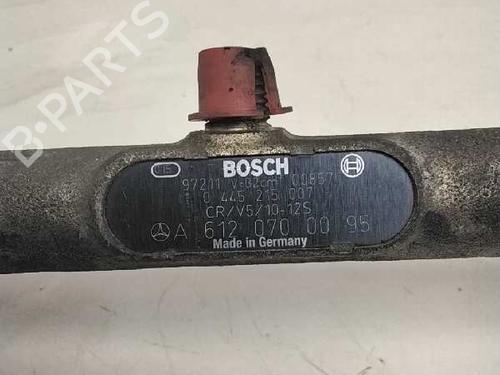 BOSCH
97211 V=32cm³ 00857
0 445 215 007
CR/V5/10-12S
A 612 070 00 95
Made in Germany
B-PARTS